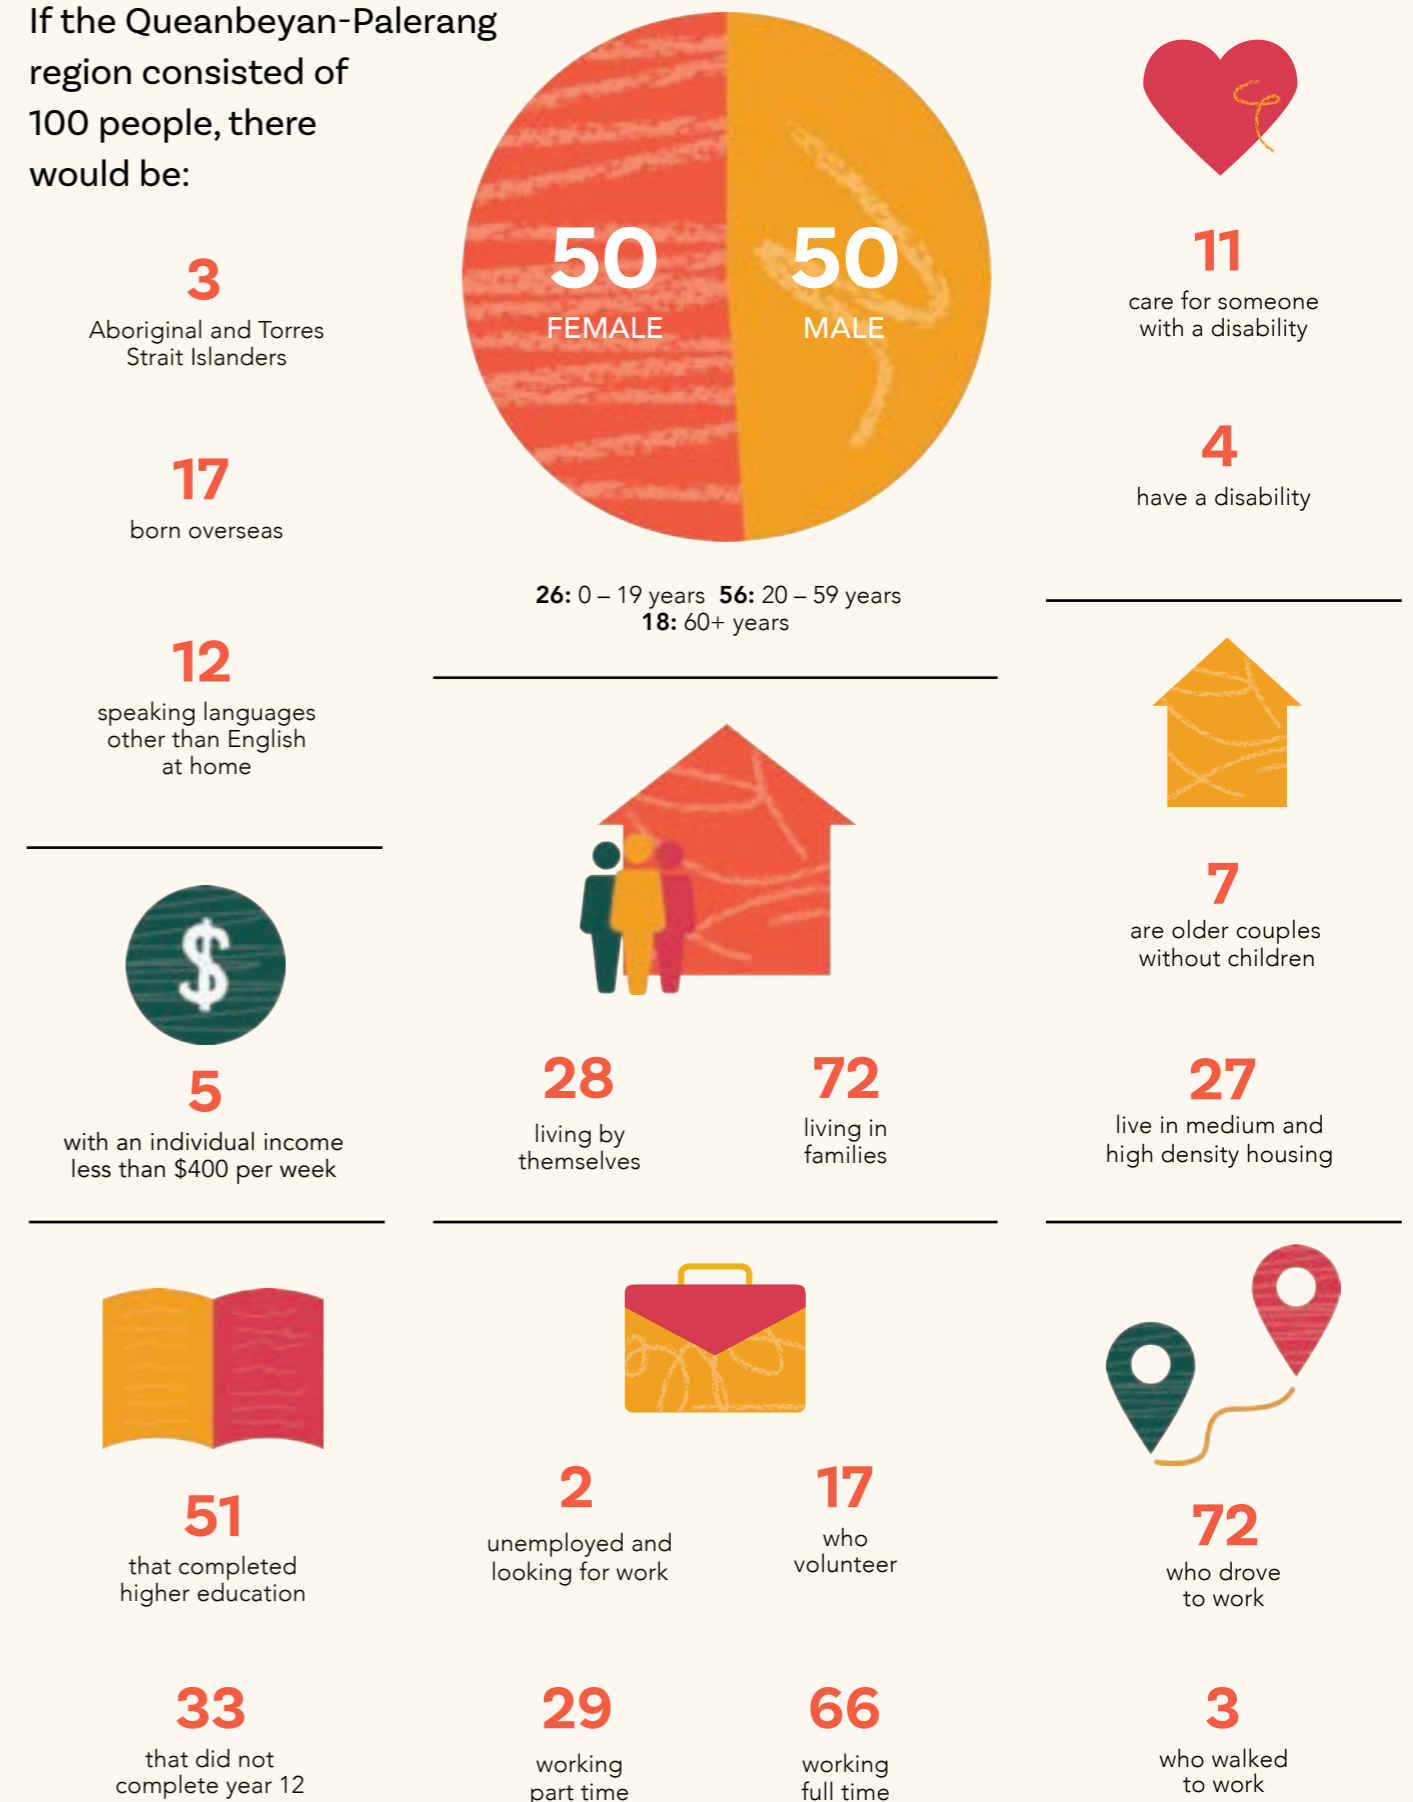 If the Queanbeyan-Palerang
region consisted of
100 people, there
would be:
3
Aboriginal and Torres
Strait Islanders
17
born overseas
12
speaking languages
other than English
at home
50
FEMALE
50
MALE
26: 0 – 19 years 56: 20 – 59 years
18: 60+ years
11
care for someone
with a disability
4
have a disability
$
5
with an individual income
less than $400 per week
28
living by
themselves
72
living in
families
7
are older couples
without children
27
live in medium and
high density housing
51
that completed
higher education
33
that did not
complete year 12
2
unemployed and
looking for work
17
who
volunteer
29
working
part time
66
working
full time
72
who drove
to work
3
who walked
to work